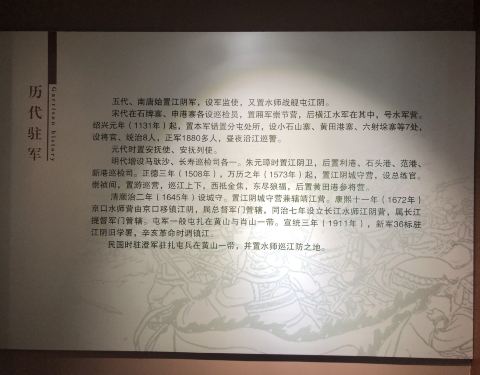 历代驻军
Garrison history
五代、南唐始置江阴军，设军监使，又置水师战舰屯江阴。
宋代在石牌寨、申港寨各设巡检员，置厢军崇节营，后横江水军在其中，号水军营。
绍兴元年（1131年）起，置本军错置分屯处所，设小石山寨、黄田港寨、六射垛寨等7处，
设将官、统治8人，正军1880多人，昼夜沿江巡警。
元代时置安抚使、安抚列使。
明代增设马驮沙、长寿巡检司各一。朱元璋时置江阴卫，后置利港、石头港、范港、
新港巡检司。正德三年（1508年），万历之年（1573年）起，置江阴城守营，设总练官，
崇祯间，置游巡营，巡江上下，西抵金焦，东尽狼福，后置黄田港参将营。
清顺治二年（1645年）设城守。置江阴城守营兼辖靖江营。康熙十一年（1672年）
京口水师营由京口移镇江阴，属总督军门管辖，同治七年设立长江水师江阴营，属长江
提督军门管辖。屯军一般屯扎在黄山与肖山一带。宣统三年（1911年），新军36标驻
江阴旧学署，辛亥革命时调镇江。
民国时驻澄军驻扎屯兵在黄山一带，并置水师巡江防之地。